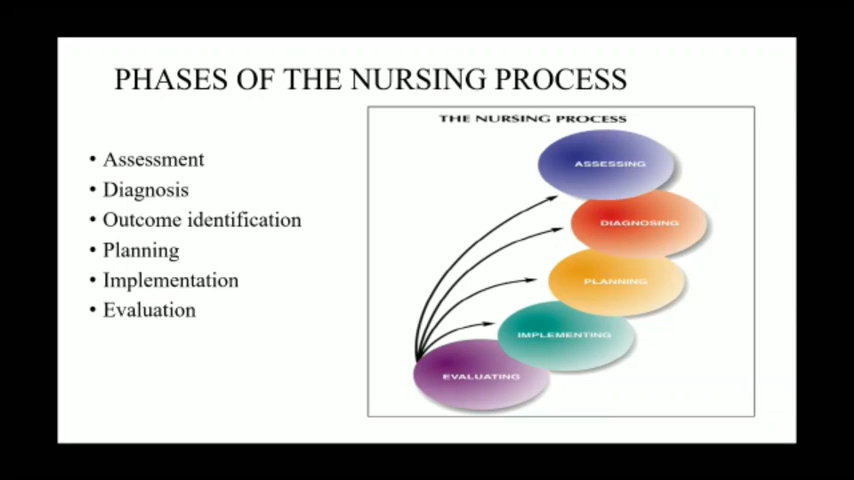 PHASES OF THE NURSING PROCESS
• Assessment
• Diagnosis
• Outcome identification
• Planning
• Implementation
• Evaluation
THE NURSING PROCESS
ASSESSING
DIAGNOSING
PLANNING
IMPLEMENTING
EVALUATING